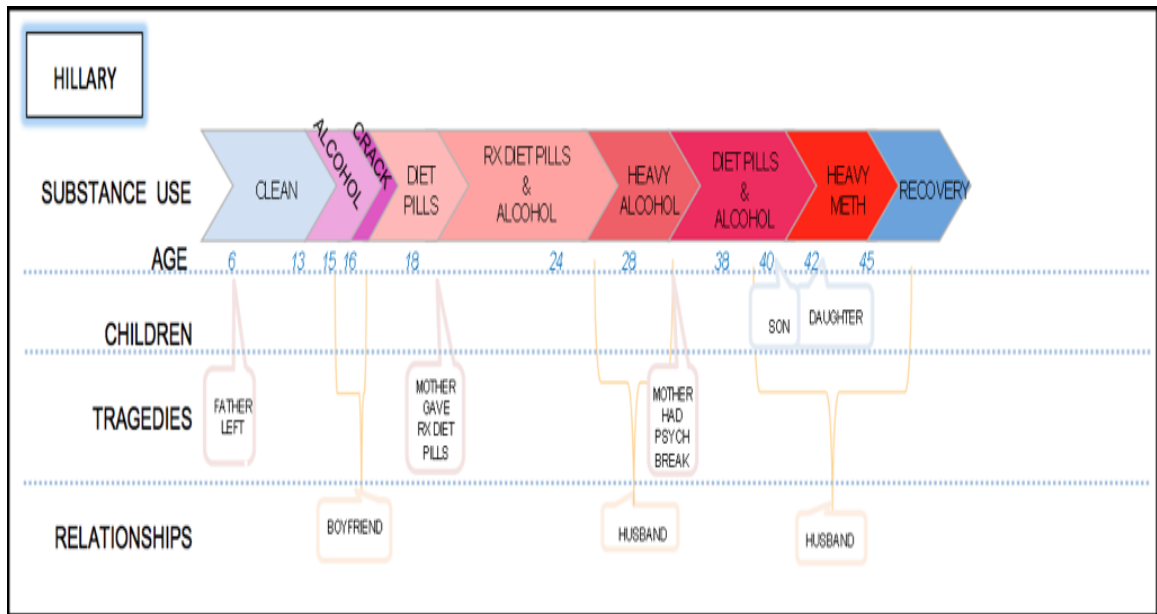 HILLARY
SUBSTANCE USE
CLEAN
ALCOHOL
CRACK
DIET
PILLS
RX DIET PILLS
&
ALCOHOL
HEAVY
ALCOHOL
DIET PILLS
&
ALCOHOL
HEAVY
METH
RECOVERY
AGE
6 13 15 16 18 24 28 38 40 42 45
CHILDREN
SON
DAUGHTER
TRAGEDIES
FATHER
LEFT
MOTHER
GAVE
RX DIET
PILLS
MOTHER
HAD
PSYCH
BREAK
RELATIONSHIPS
BOYFRIEND
HUSBAND
HUSBAND